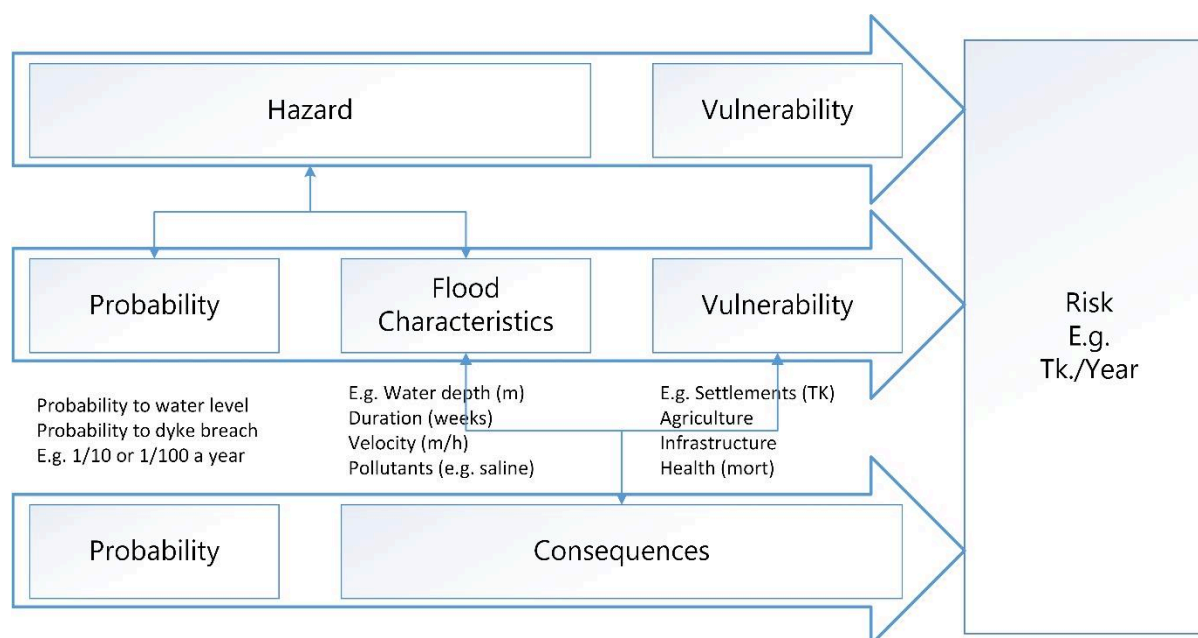 Hazard
Vulnerability
Probability
Flood
Characteristics
Vulnerability
Risk
E.g.
Tk./Year
Probability to water level
Probability to dyke breach
E.g. 1/10 or 1/100 a year
E.g. Water depth (m)
Duration (weeks)
Velocity (m/h)
Pollutants (e.g. saline)
E.g. Settlements (TK)
Agriculture
Infrastructure
Health (mort)
Probability
Consequences